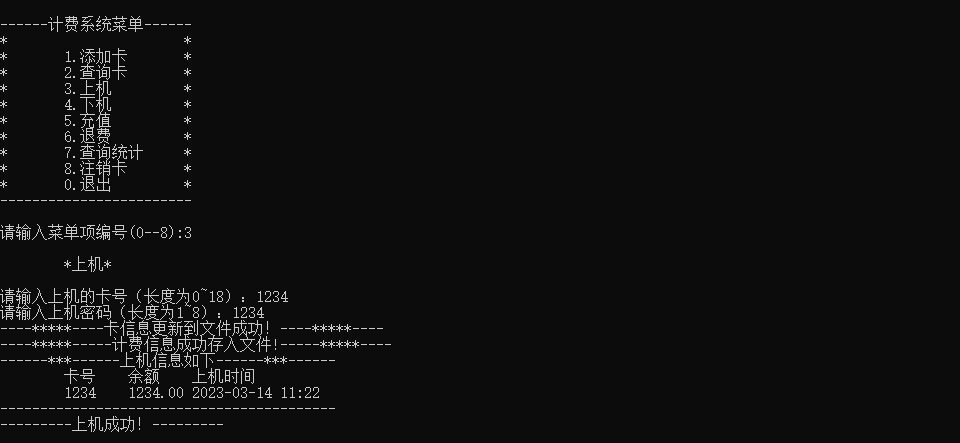 ------计费系统菜单------
*                      *
*       1.添加卡       *
*       2.查询卡       *
*       3.上机         *
*       4.下机         *
*       5.充值         *
*       6.退费         *
*       7.查询统计     *
*       8.注销卡       *
*       0.退出         *
------------------------
请输入菜单项编号(0--8):3
*上机*
请输入上机的卡号（长度为0~18）：1234
请输入上机密码（长度为1~8）：1234
----*****----卡信息更新到文件成功！----*****----
----*****-----计费信息成功存入文件!-----*****----
------***------上机信息如下------***------
卡号    余额    上机时间
1234    1234.00 2023-03-14 11:22
------------------------------------------
---------上机成功！---------